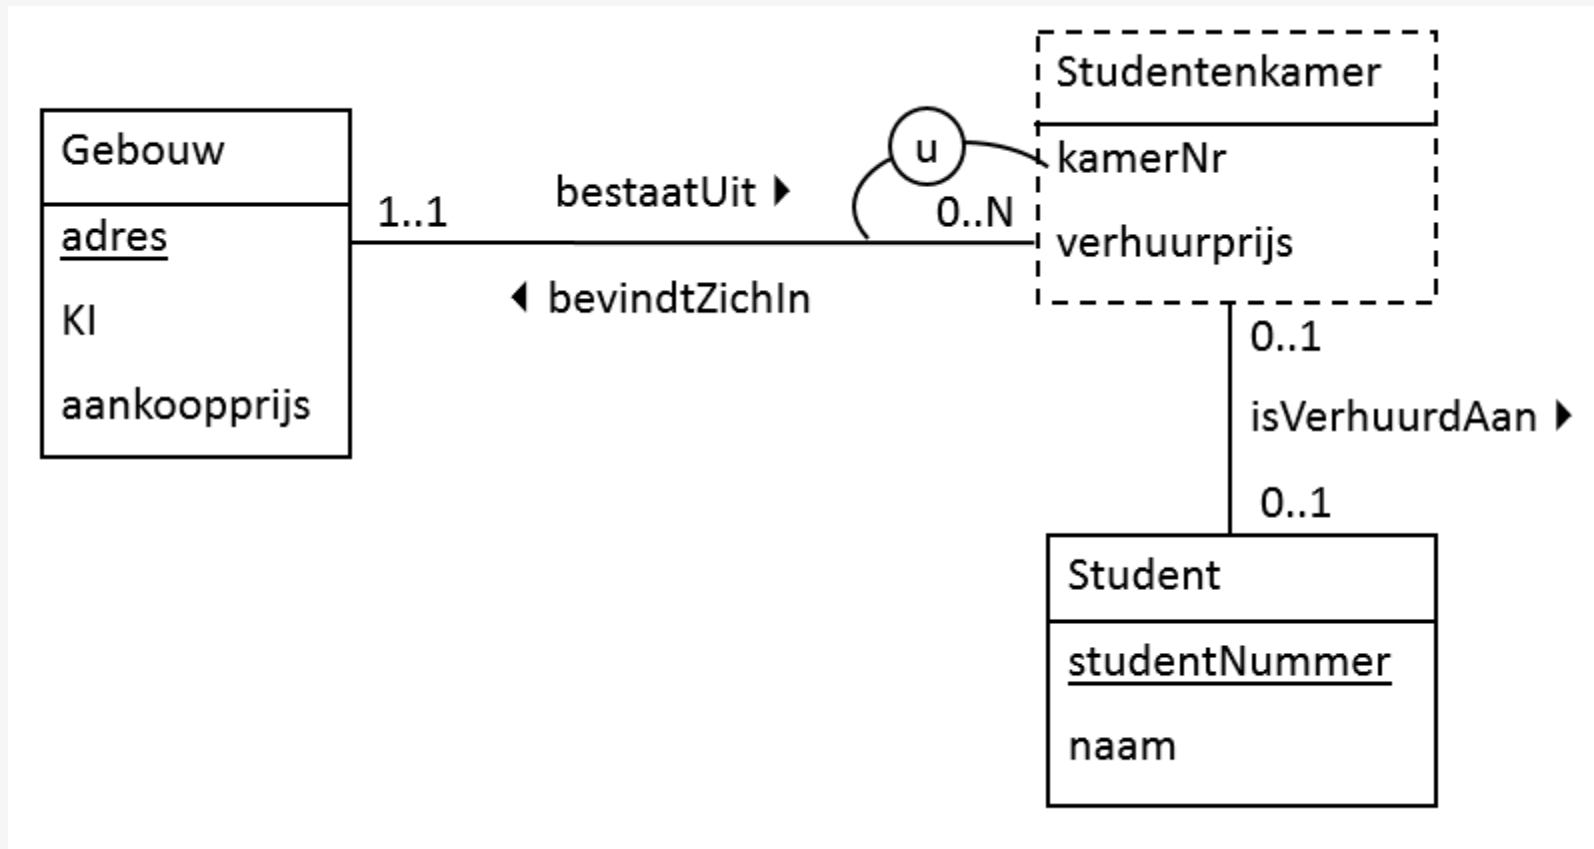 Gebouw
adres
KI
aankoopprijs
1..1
bestaatUit
bevindtZichIn
u
0..N
Studentenkamer
kamerNr
verhuurprijs
0..1
isVerhuurdAan
0..1
Student
studentNummer
naam